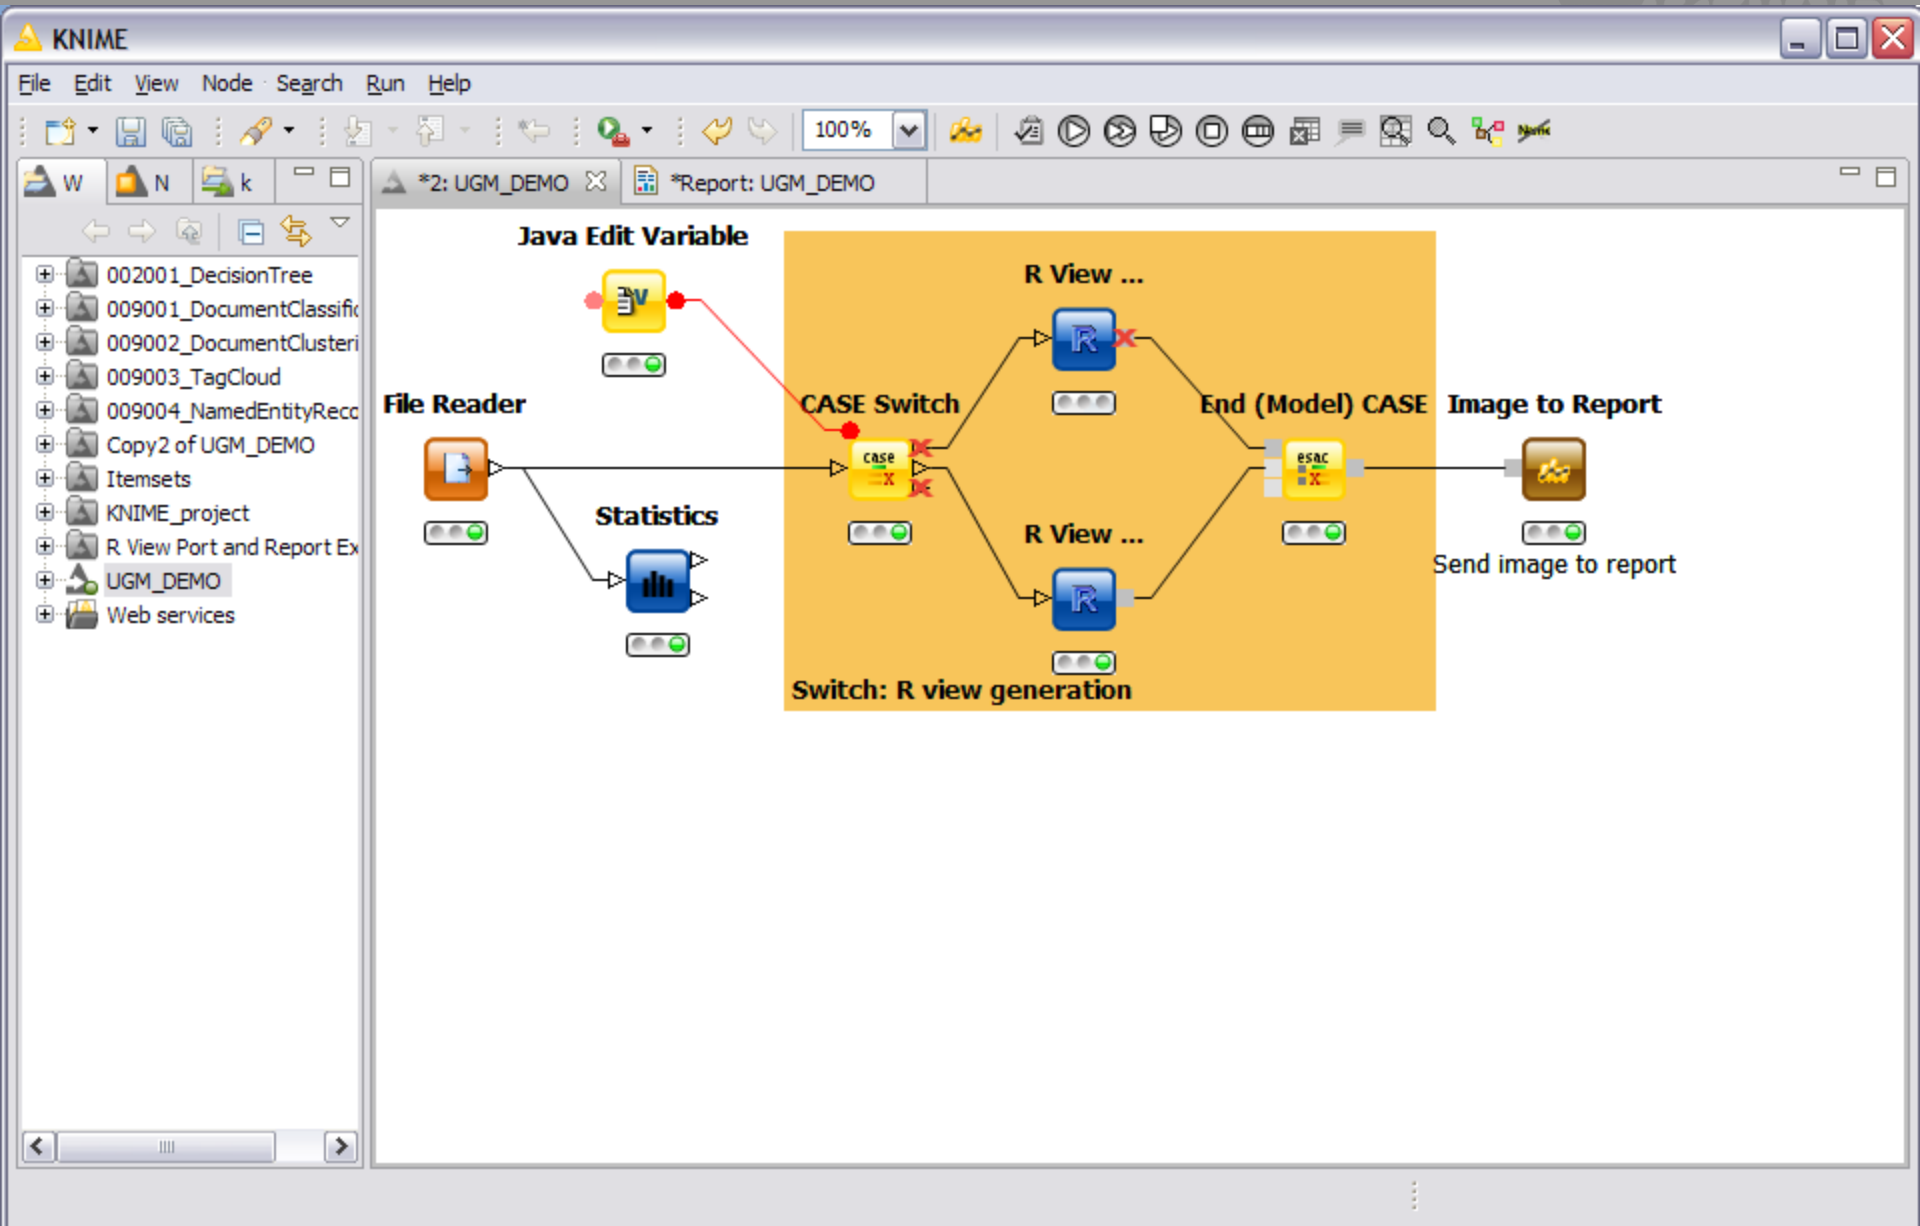 KNIME
File Edit View Node Search Run Help
100%
W N k
*2: UGM_DEMO *Report: UGM_DEMO
002001_DecisionTree
009001_DocumentClassific
009002_DocumentClusteri
009003_TagCloud
009004_NamedEntityReco
Copy2 of UGM_DEMO
Itemsets
KNIME_project
R View Port and Report Ex
UGM_DEMO
Web services
Java Edit Variable
V
R View ...
R
File Reader
CASE Switch
End (Model) CASE
Image to Report
case
x
esac
x
Statistics
R View ...
R
Send image to report
Switch: R view generation